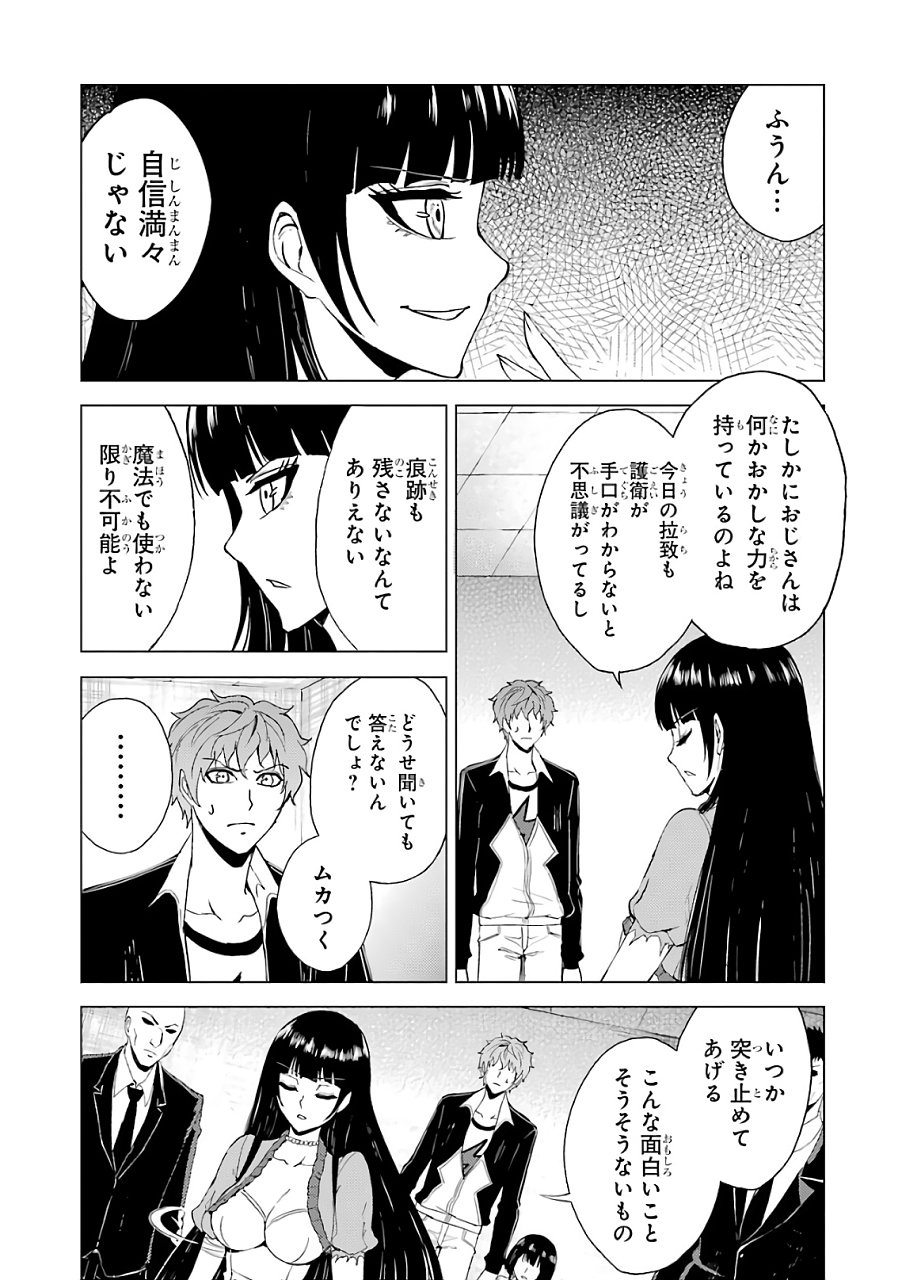 ふうん…
自信満々
じゃない
たしかにおじさんは
何かおかしな力を
持っているのよね
今日の拉致も
護衛が
手口がわからないと
不思議がってるし
痕跡も
残さないなんて
ありえない
魔法でも使わない
限り不可能よ
どうせ聞いても
答えないん
でしょ？
ムカつく
………
いつか
突き止めて
あげる
こんな面白いこと
そうそうないもの